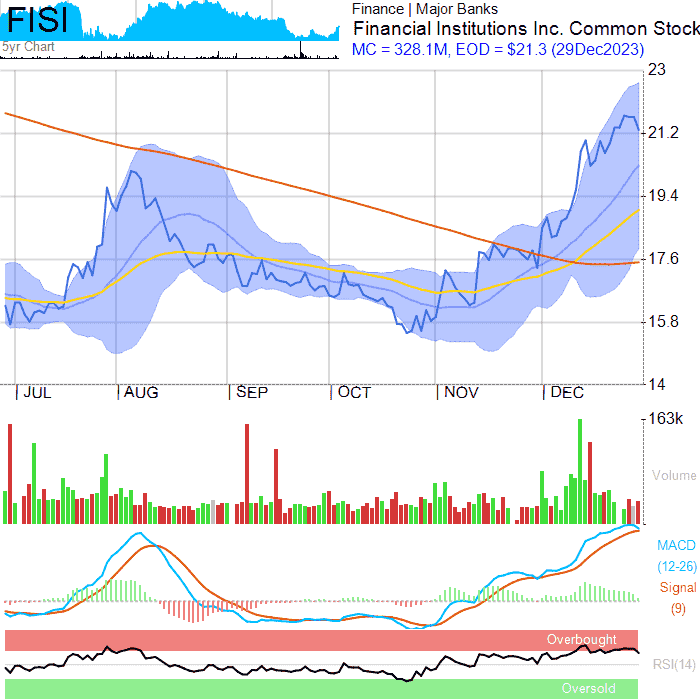 FISI
5yr Chart
Finance | Major Banks
Financial Institutions Inc. Common Stock
MC = 328.1M, EOD = $21.3 (29Dec2023)
23
21.2
19.4
17.6
15.8
14
JUL AUG SEP OCT NOV DEC
163k
Volume
MACD
(12-26)
Signal
(9)
Overbought
RSI(14)
Oversold